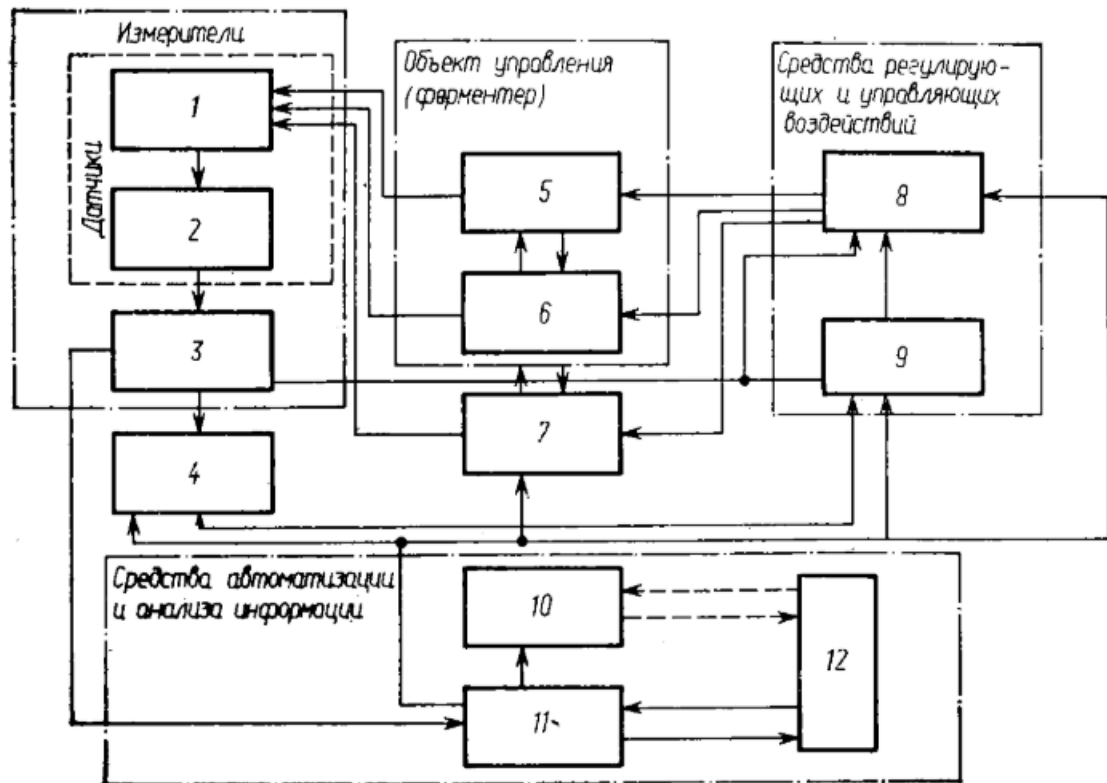 Измерители
Датчики
1
2
3
4
Объект управления
(ферментер)
5
6
7
Средства регулирую-
щих и управляющих
воздействий
8
9
Средства автоматизации
и анализа информации
10
11
12